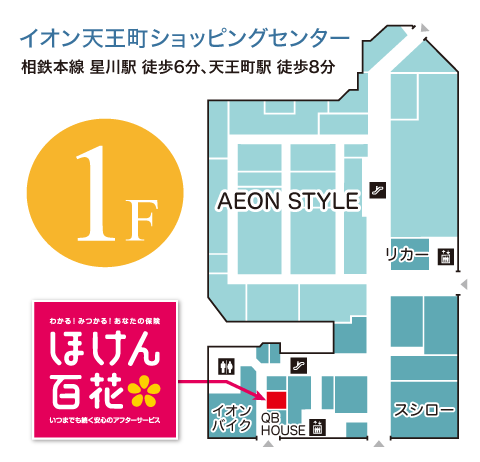 イオン天王町ショッピングセンター
相鉄本線 星川駅 徒歩6分、天王町駅 徒歩8分
1F
AEON STYLE
リカー
わかる!みつかる!あなたの保険
ほけん
百花
いつまでも続く安心のアフターサービス
イオン
バイク
QB
HOUSE
スシロー